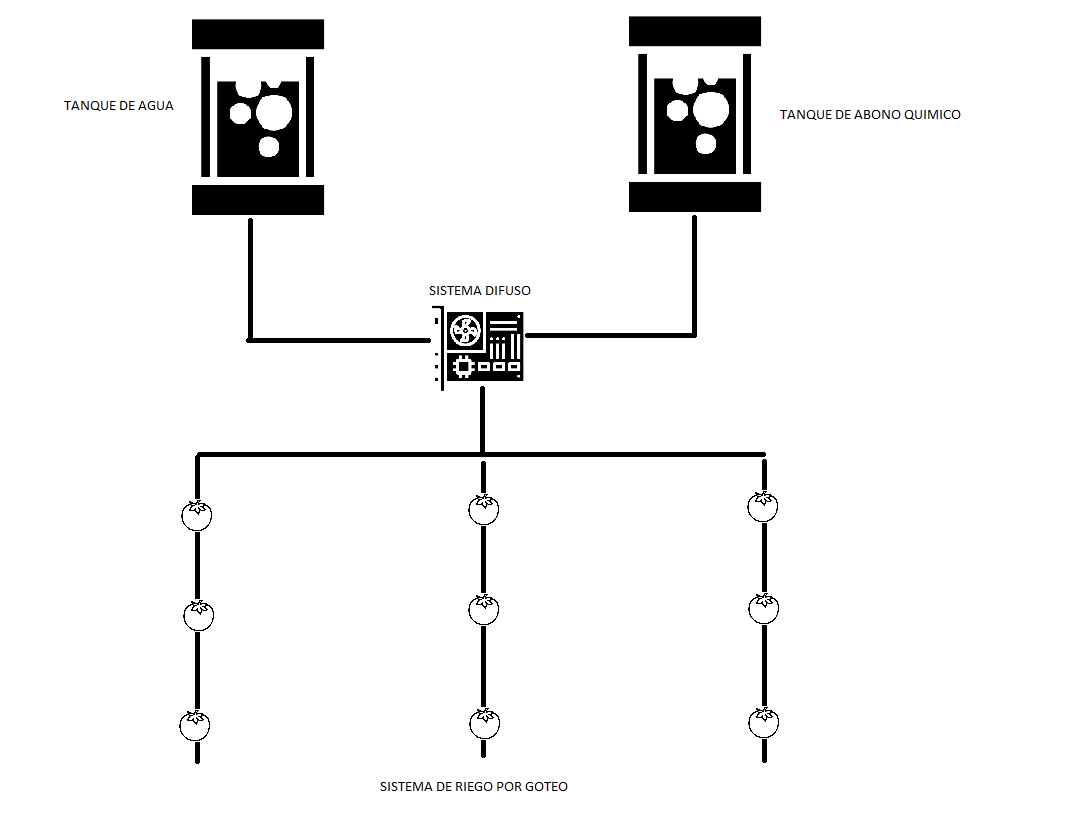 TANQUE DE AGUA
TANQUE DE ABONO QUIMICO
SISTEMA DIFUSO
SISTEMA DE RIEGO POR GOTEO